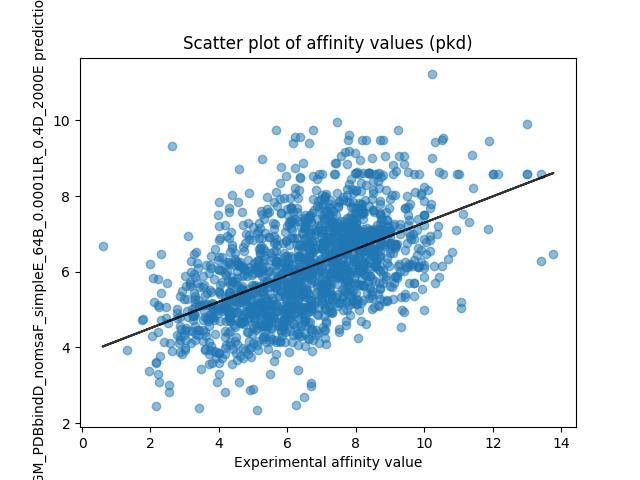 Scatter plot of affinity values (pkd)
GM_PDBbindD_nomsaF_simpleE_64B_0.0001LR_0.4D_2000E
10
8
6
4
2
0 2 4 6 8 10 12 14
Experimental affinity value